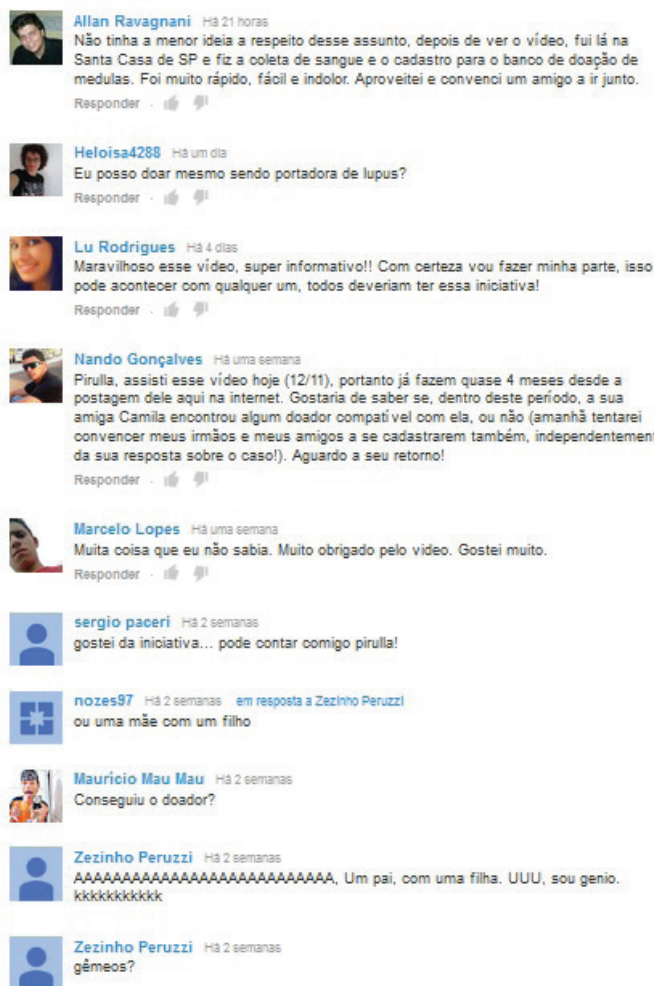 Allan Ravagnani Há 21 horas
Não tinha a menor ideia a respeito desse assunto, depois de ver o vídeo, fui lá na
Santa Casa de SP e fiz a coleta de sangue e o cadastro para o banco de doação de
medulas. Foi muito rápido, fácil e indolor. Aproveitei e convenci um amigo a ir junto.
Responder ·
Heloisa4288 Há um dia
Eu posso doar mesmo sendo portadora de lupus?
Responder ·
Lu Rodrigues Há 4 dias
Maravilhoso esse vídeo, super informativo!! Com certeza vou fazer minha parte, isso
pode acontecer com qualquer um, todos deveriam ter essa iniciativa!
Responder ·
Nando Gonçalves Há uma semana
Pirulla, assisti esse vídeo hoje (12/11), portanto já fazem quase 4 meses desde a
postagem dele aqui na internet. Gostaria de saber se, dentro deste período, a sua
amiga Camila encontrou algum doador compatível com ela, ou não (amanhã tentarei
convencer meus irmãos e meus amigos a se cadastrarem também, independentement
da sua resposta sobre o caso!). Aguardo a seu retorno!
Responder ·
Marcelo Lopes Há uma semana
Muita coisa que eu não sabia. Muito obrigado pelo video. Gostei muito.
Responder ·
sergio paceri Há 2 semanas
gostei da iniciativa... pode contar comigo pirulla!
nozes97 Há 2 semanas em resposta a Zezinho Peruzzi
ou uma mãe com um filho
Maurício Mau Mau Há 2 semanas
Conseguiu o doador?
Zezinho Peruzzi Há 2 semanas
AAAAAAAAAAAAAAAAAAAAAAAAAAA, Um pai, com uma filha. UUU, sou genio.
kkkkkkkkkkk
Zezinho Peruzzi Há 2 semanas
gêmeos?